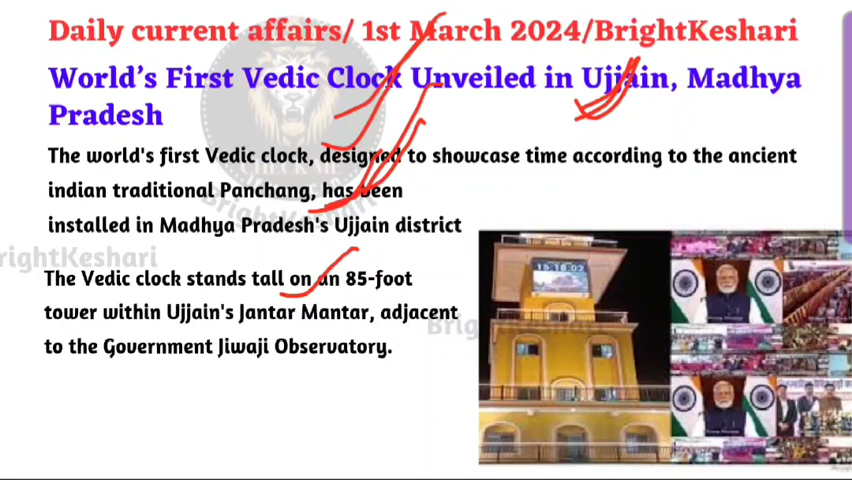 Daily current affairs/ 1st March 2024/BrightKeshari
World's First Vedic Clock Unveiled in Ujjain, Madhya
Pradesh
The world's first Vedic clock, designed to showcase time according to the ancient
indian traditional Panchang, has been
installed in Madhya Pradesh's Ujjain district
BrightKeshari
rightKeshari
The Vedic clock stands tall on an 85-foot
tower within Ujjain's Jantar Mantar, adjacent
BrightKeshari
to the Government Jiwaji Observatory.